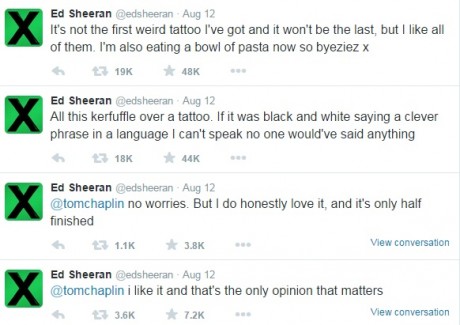 Ed Sheeran @edsheeran · Aug 12
It's not the first weird tattoo I've got and it won't be the last, but I like all
of them. I'm also eating a bowl of pasta now so byeziez x
19K 48K
Ed Sheeran @edsheeran · Aug 12
All this kerfuffle over a tattoo. If it was black and white saying a clever
phrase in a language I can't speak no one would've said anything
18K 44K
Ed Sheeran @edsheeran · Aug 12
@tomchaplin no worries. But I do honestly love it, and it's only half
finished
1.1K 3.8K View conversation
Ed Sheeran @edsheeran · Aug 12
@tomchaplin i like it and that's the only opinion that matters
3.6K 7.2K View conversation